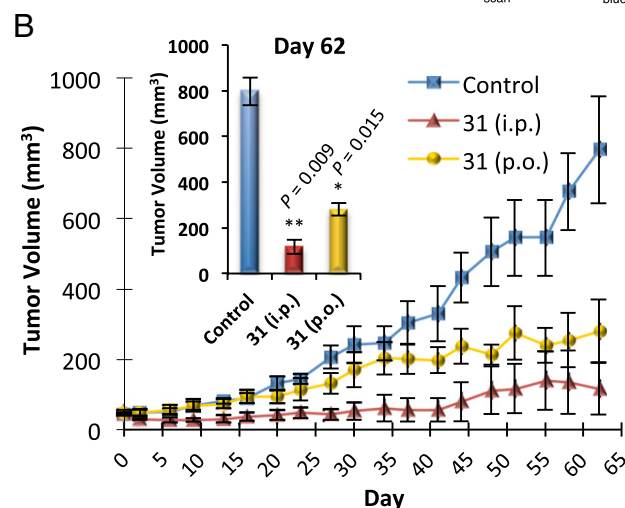 scan
blue
B
Day 62
1000
800
600
400
200
0
Tumor Volume (mm³)
P = 0.009
P = 0.015
**
*
Control
31 (i.p.)
31 (p.o.)
Control
31 (i.p.)
31 (p.o.)
1000
800
600
400
200
0
Tumor Volume (mm³)
0
5
10
15
20
25
30
35
40
45
50
55
60
65
Day